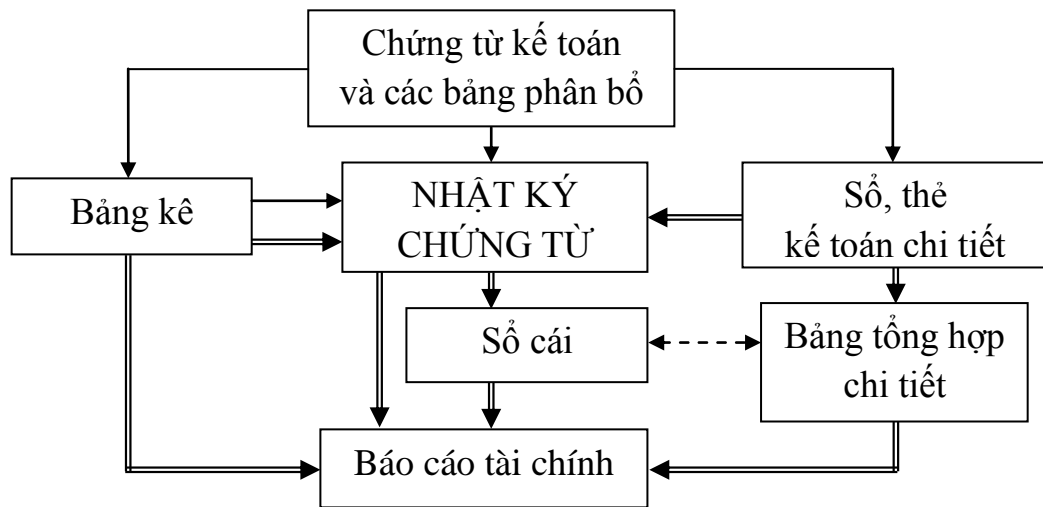 Chứng từ kế toán
và các bảng phân bổ
Bảng kê
NHẬT KÝ
CHỨNG TỪ
Sổ, thẻ
kế toán chi tiết
Sổ cái
Bảng tổng hợp
chi tiết
Báo cáo tài chính